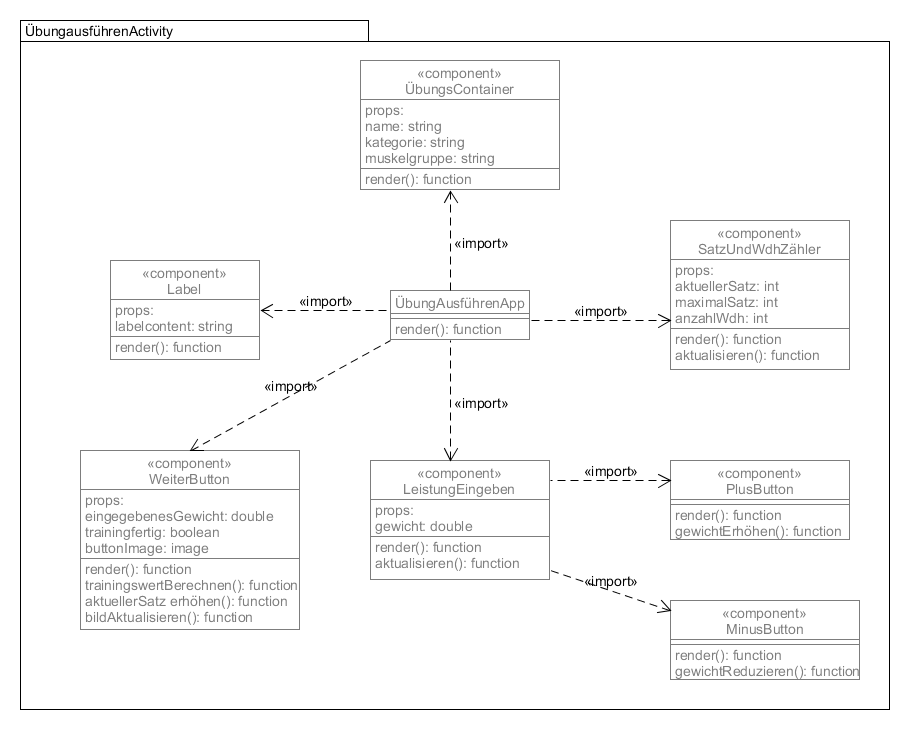 ÜbungausführenActivity
«component»
ÜbungsContainer
props:
name: string
kategorie: string
muskelgruppe: string
render(): function
«import»
«component»
SatzUndWdhZähler
props:
aktuellerSatz: int
maximalSatz: int
anzahlWdh: int
render(): function
aktualisieren(): function
«component»
Label
props:
labelcontent: string
render(): function
«import»
ÜbungAusführenApp
render(): function
«import»
«import»
«import»
«component»
WeiterButton
props:
eingegebenesGewicht: double
trainingfertig: boolean
buttonImage: image
render(): function
trainingswertBerechnen(): function
aktuellerSatz erhöhen(): function
bildAktualisieren(): function
«component»
LeistungEingeben
props:
gewicht: double
render(): function
aktualisieren(): function
«import»
«component»
PlusButton
render(): function
gewichtErhöhen(): function
«import»
«component»
MinusButton
render(): function
gewichtReduzieren(): function